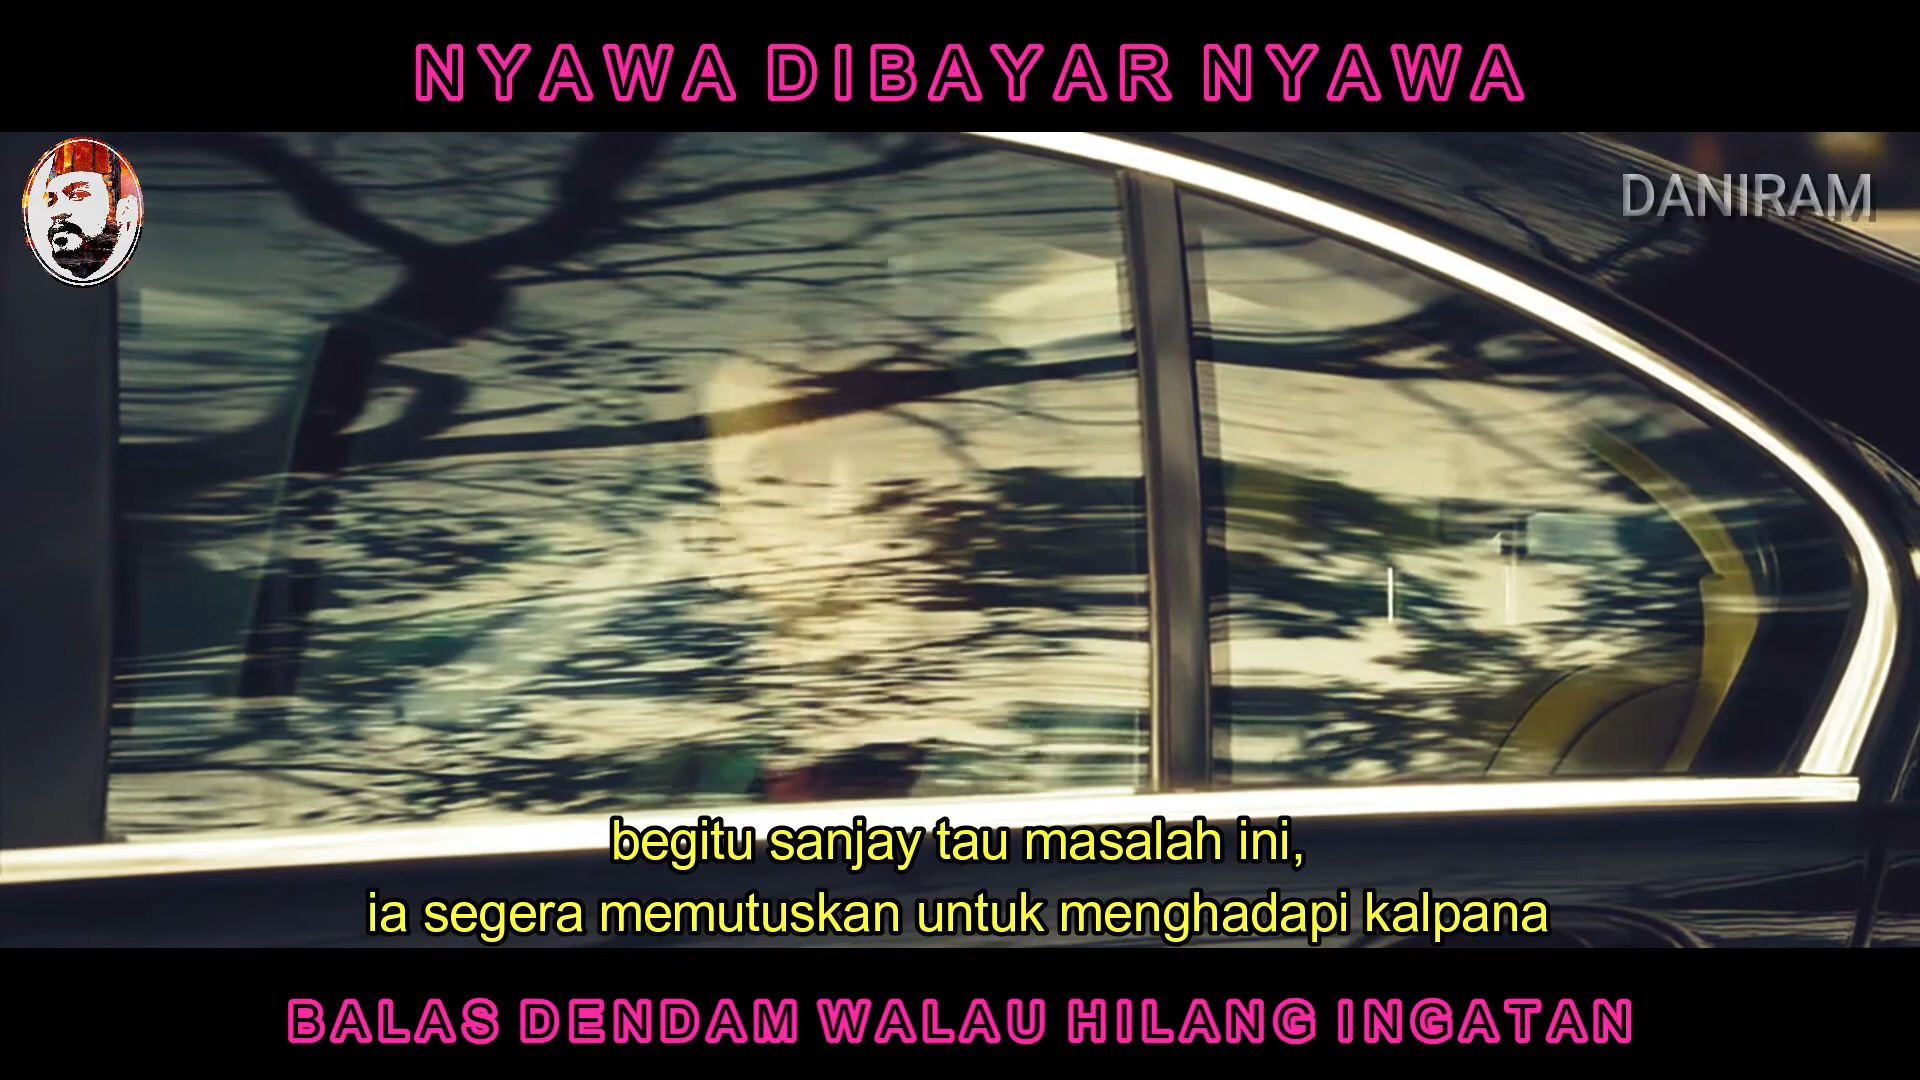 NYAWA DIBAYAR NYAWA
DANIRAM
begitu sanjay tau masalah ini,
ia segera memutuskan untuk menghadapi kalpana
BALAS DENDAM WALAU HILANG INGATAN